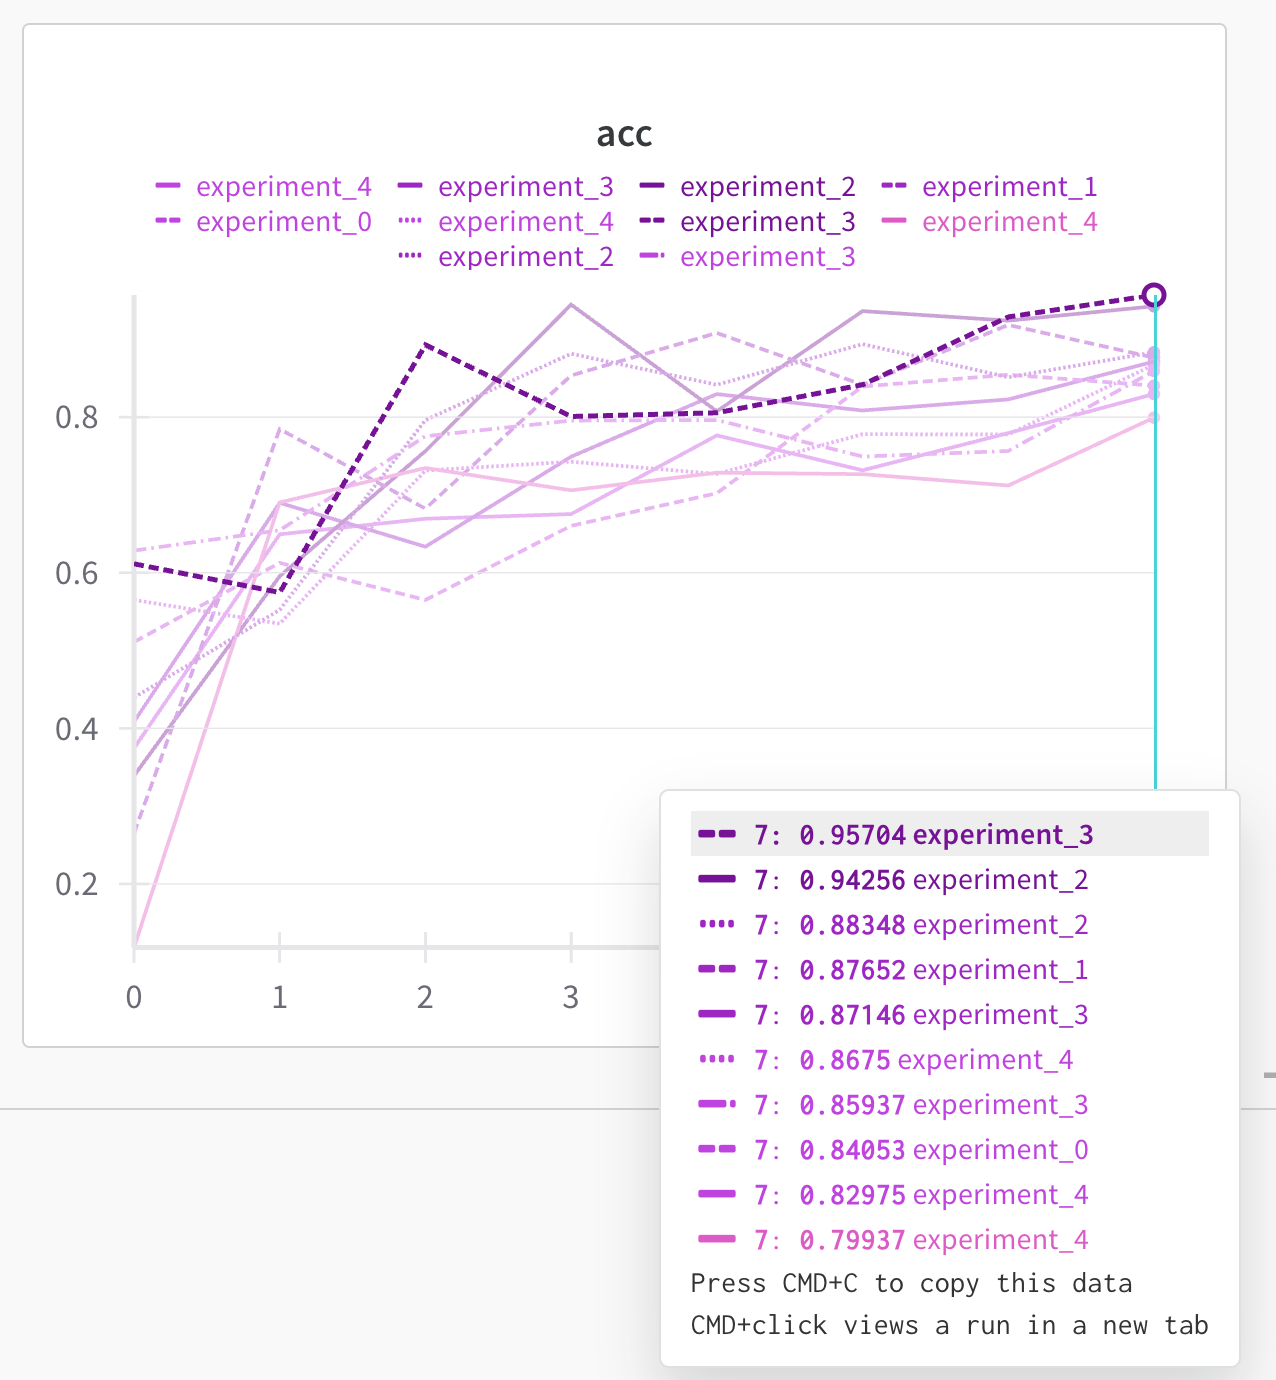 acc
experiment_4 experiment_3 experiment_2 experiment_1
experiment_0 experiment_4 experiment_3 experiment_4
experiment_2 experiment_3
0.8
0.6
0.4
0.2
0 1 2 3
7: 0.95704 experiment_3
7: 0.94256 experiment_2
7: 0.88348 experiment_2
7: 0.87652 experiment_1
7: 0.87146 experiment_3
7: 0.8675 experiment_4
7: 0.85937 experiment_3
7: 0.84053 experiment_0
7: 0.82975 experiment_4
7: 0.79937 experiment_4
Press CMD+C to copy this data
CMD+click views a run in a new tab